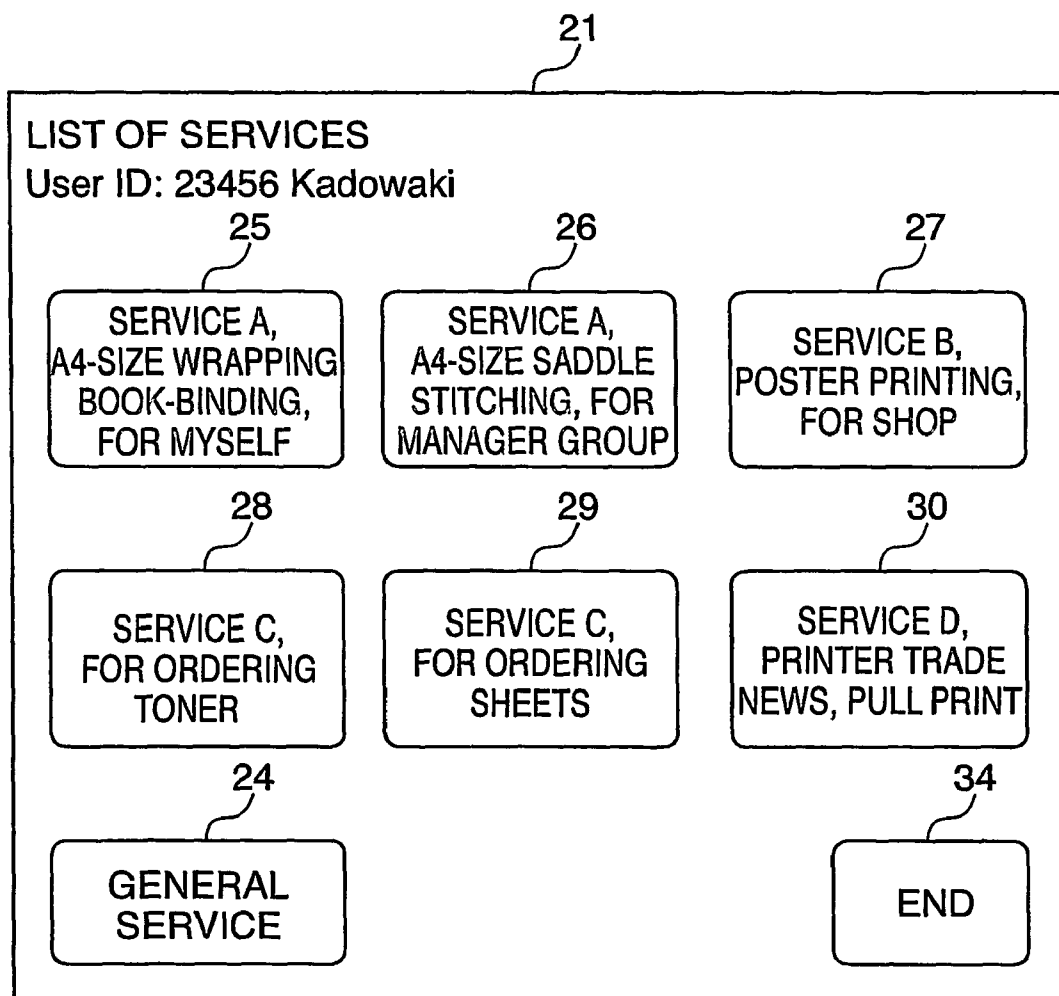 21
LIST OF SERVICES
User ID: 23456 Kadowaki
25
SERVICE A,
A4-SIZE WRAPPING
BOOK-BINDING,
FOR MYSELF
26
SERVICE A,
A4-SIZE SADDLE
STITCHING, FOR
MANAGER GROUP
27
SERVICE B,
POSTER PRINTING,
FOR SHOP
28
SERVICE C,
FOR ORDERING
TONER
29
SERVICE C,
FOR ORDERING
SHEETS
30
SERVICE D,
PRINTER TRADE
NEWS, PULL PRINT
24
GENERAL
SERVICE
34
END